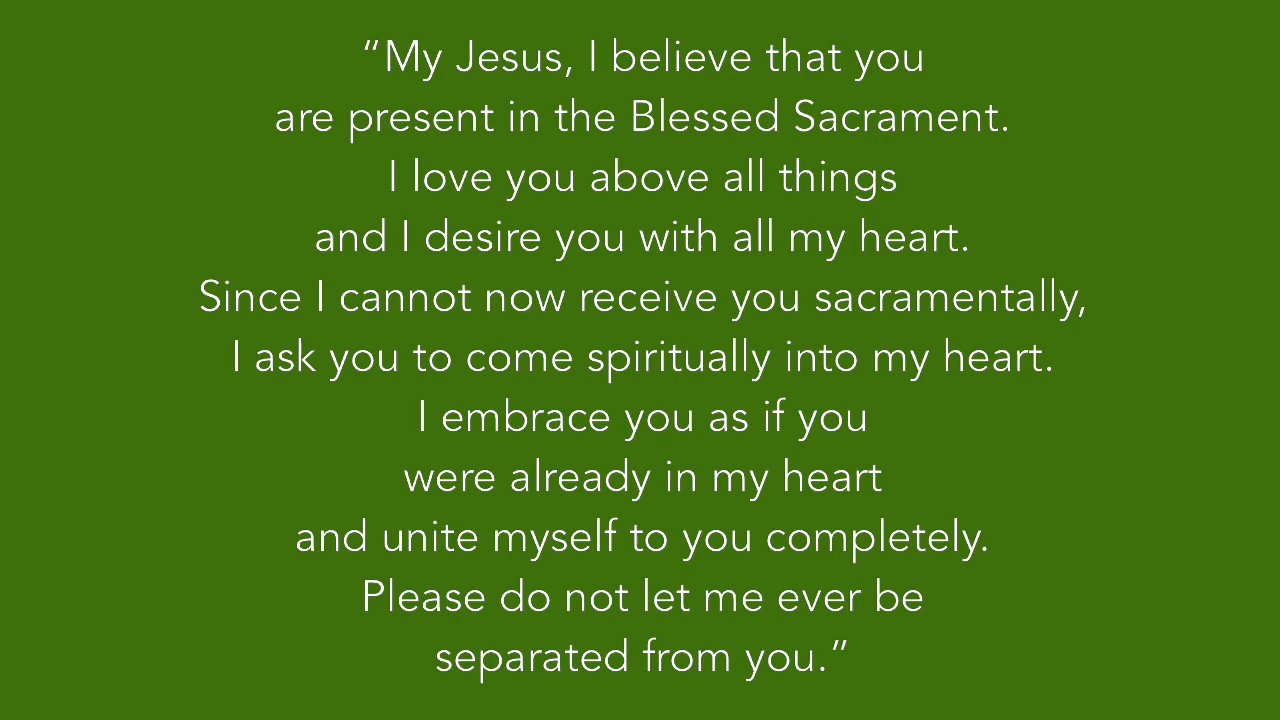 “My Jesus, I believe that you
are present in the Blessed Sacrament.
I love you above all things
and I desire you with all my heart.
Since I cannot now receive you sacramentally,
I ask you to come spiritually into my heart.
I embrace you as if you
were already in my heart
and unite myself to you completely.
Please do not let me ever be
separated from you.”